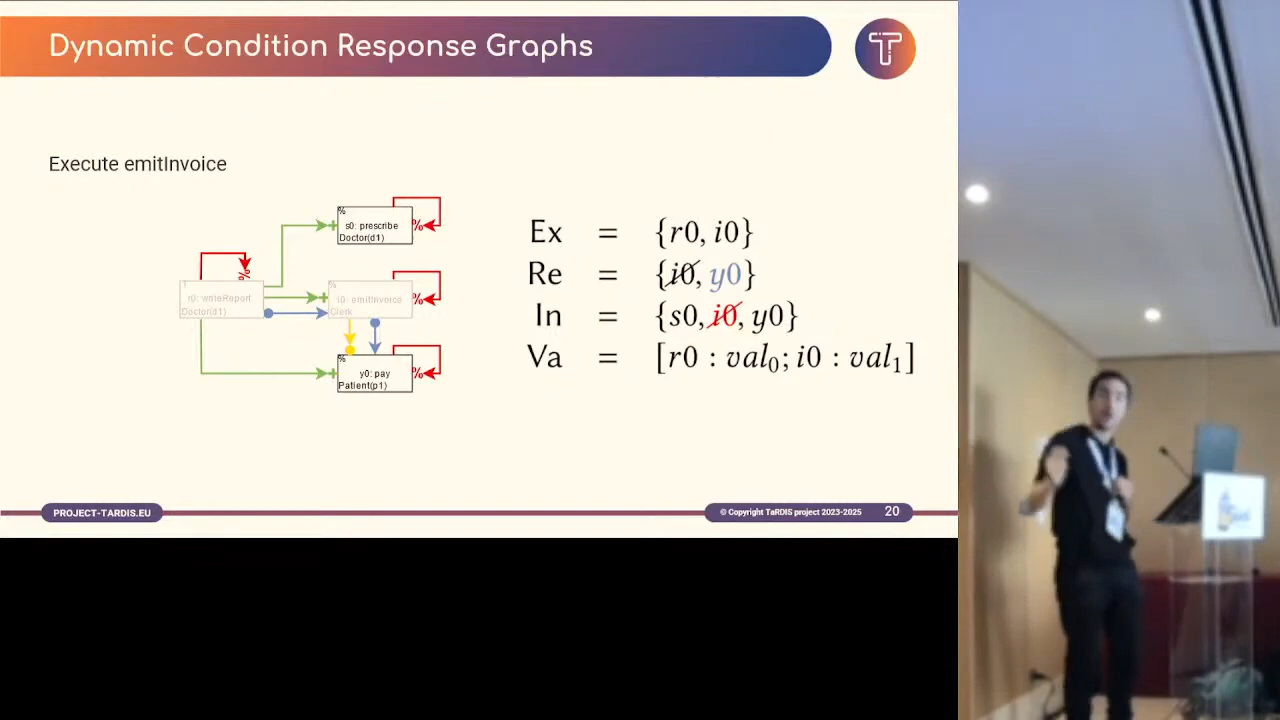 Dynamic Condition Response Graphs
T
Execute emitInvoice
%
s0: prescribe
Doctor(d1)
%
%
1
r0: writeReport
Doctor(d1)
%
i0: emitInvoice
Clerk
%
%
y0: pay
Patient(p1)
%
Ex = {r0, i0}
Re = {i0, y0}
In = {s0, i0, y0}
Va = [r0 : val₀; i0 : val₁]
PROJECT-TARDIS.EU
© Copyright TaRDIS project 2023-2025 20